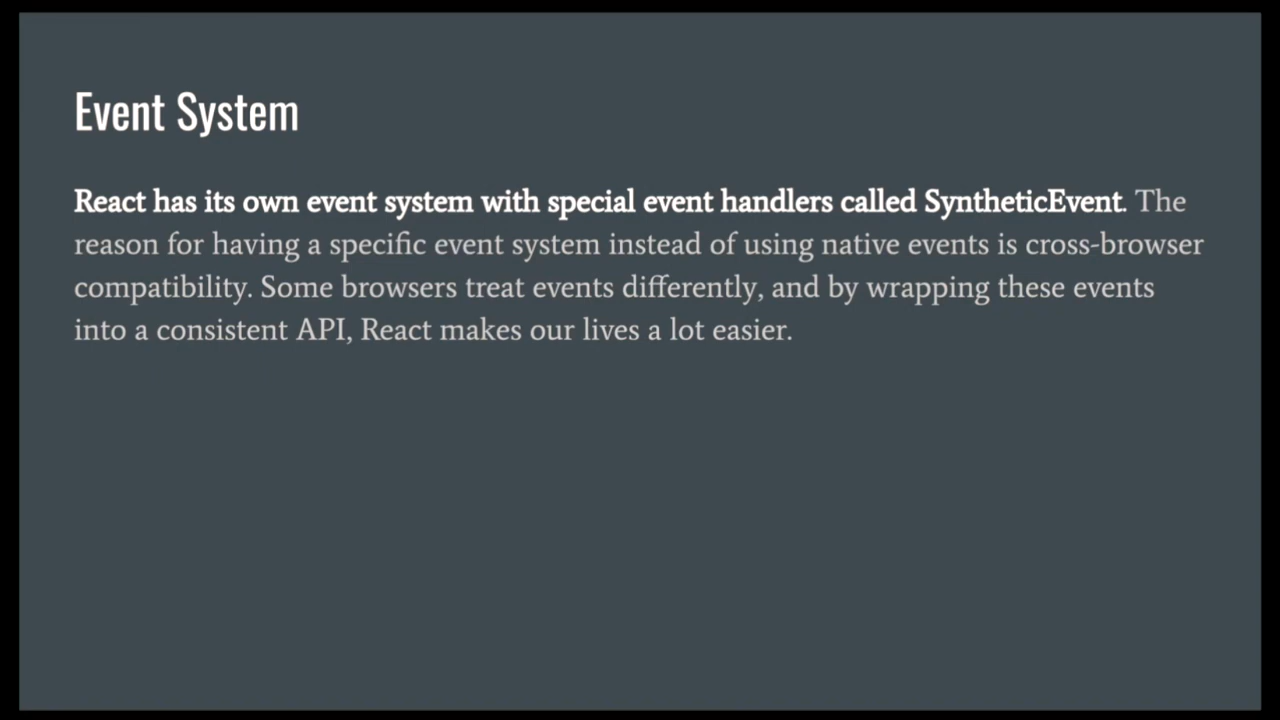 Event System
React has its own event system with special event handlers called SyntheticEvent. The
reason for having a specific event system instead of using native events is cross-browser
compatibility. Some browsers treat events differently, and by wrapping these events
into a consistent API, React makes our lives a lot easier.